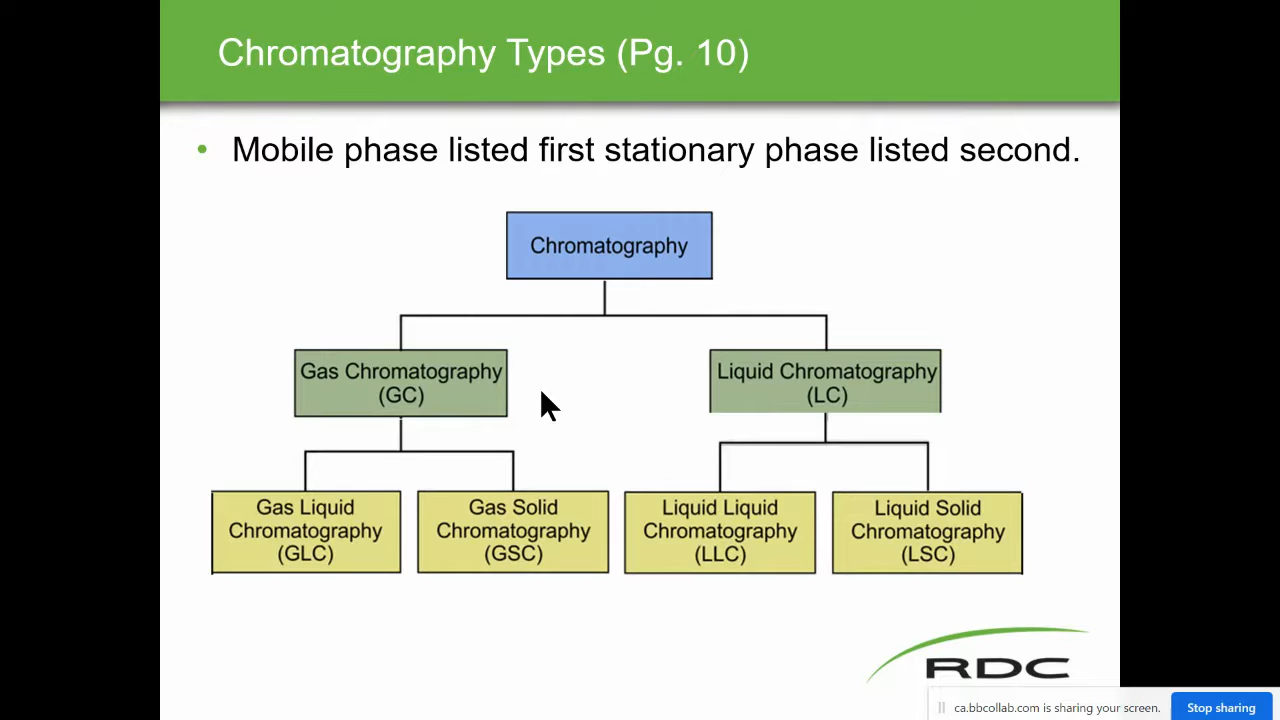 Chromatography Types (Pg. 10)
• Mobile phase listed first stationary phase listed second.
Chromatography
Gas Chromatography
(GC)
Liquid Chromatography
(LC)
Gas Liquid
Chromatography
(GLC)
Gas Solid
Chromatography
(GSC)
Liquid Liquid
Chromatography
(LLC)
Liquid Solid
Chromatography
(LSC)
RDC
ca.bbcollab.com is sharing your screen.
Stop sharing